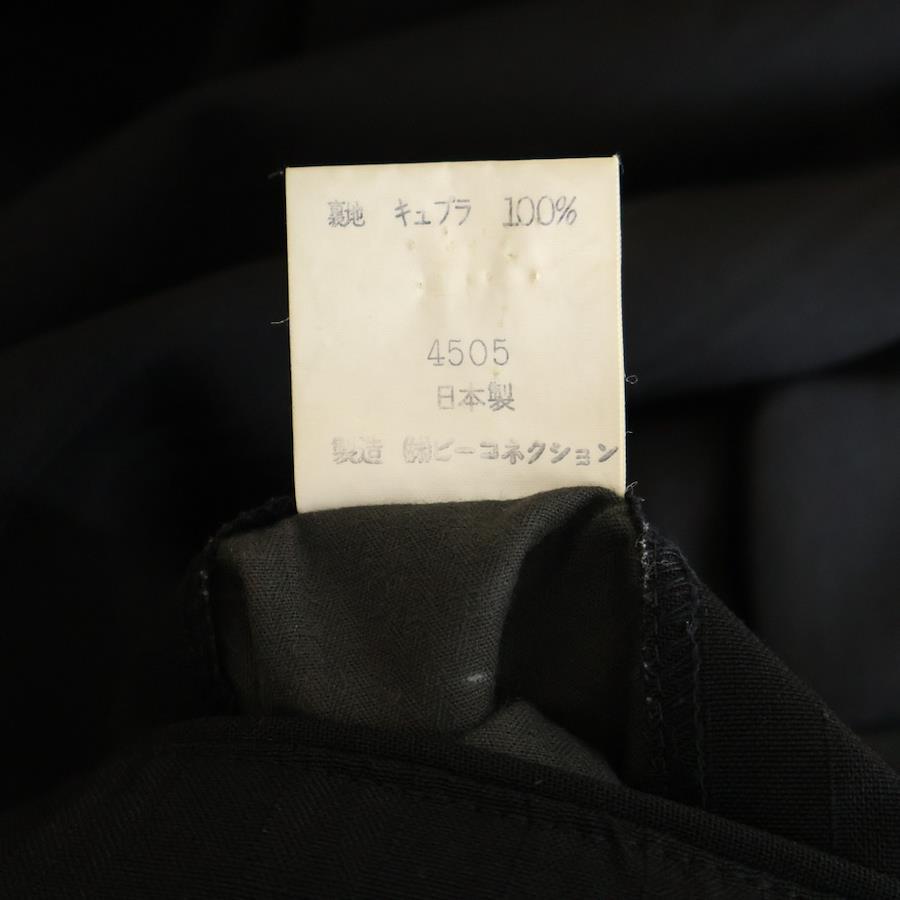 裏地 キュプラ 100%
4505
日本製
製造 ㈱ビーコネクション